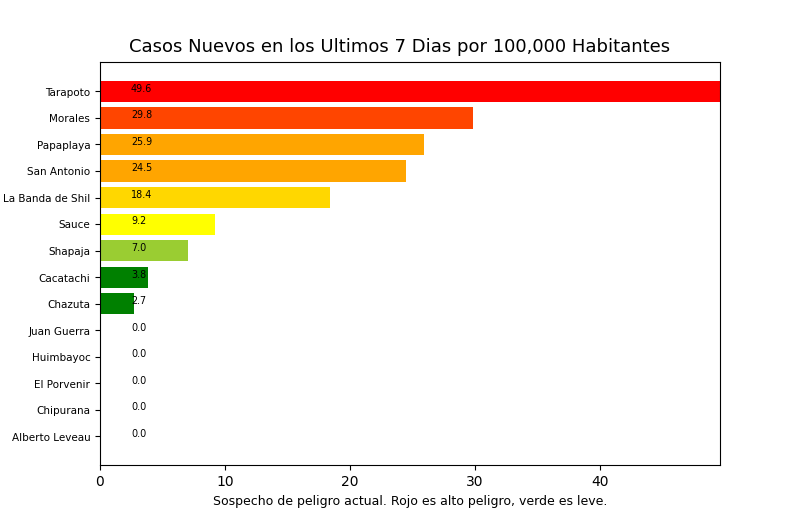 Casos Nuevos en los Ultimos 7 Dias por 100,000 Habitantes
Tarapoto 49.6
Morales 29.8
Papaplaya 25.9
San Antonio 24.5
La Banda de Shil 18.4
Sauce 9.2
Shapaja 7.0
Cacatachi 3.8
Chazuta 2.7
Juan Guerra 0.0
Huimbayoc 0.0
El Porvenir 0.0
Chipurana 0.0
Alberto Leveau 0.0
0 10 20 30 40
Sospecho de peligro actual. Rojo es alto peligro, verde es leve.